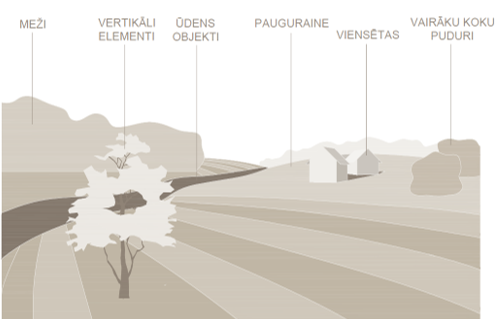 MEŽI
VERTIKĀLI
ELEMENTI
ŪDENS
OBJEKTI
PAUGURAINE
VIENSĒTAS
VAIRĀKU KOKU
PUDURI